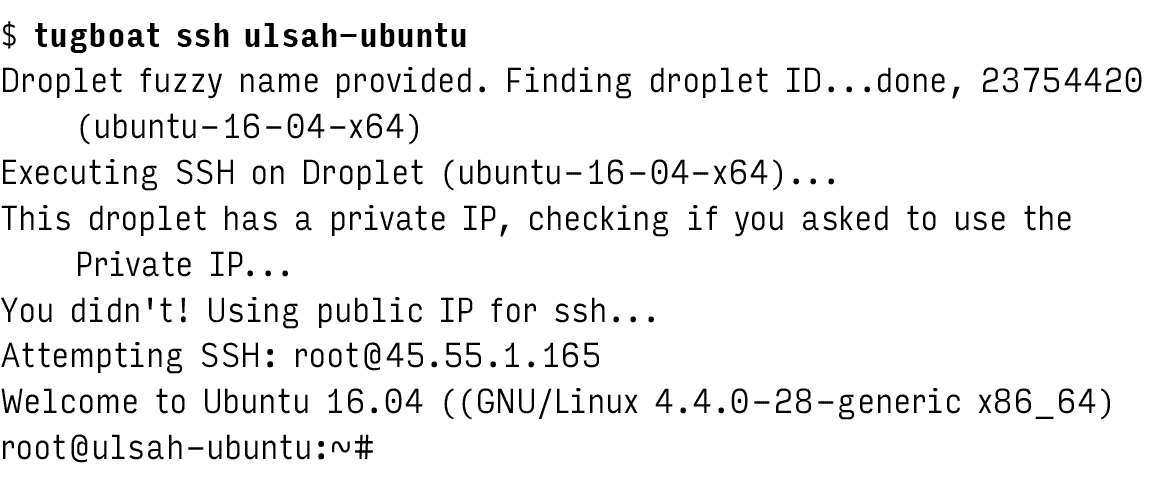 $ tugboat ssh ulsah-ubuntu
Droplet fuzzy name provided. Finding droplet ID...done, 23754420
(ubuntu-16-04-x64)
Executing SSH on Droplet (ubuntu-16-04-x64)...
This droplet has a private IP, checking if you asked to use the
Private IP...
You didn't! Using public IP for ssh...
Attempting SSH: root@45.55.1.165
Welcome to Ubuntu 16.04 ((GNU/Linux 4.4.0-28-generic x86_64)
root@ulsah-ubuntu:~#